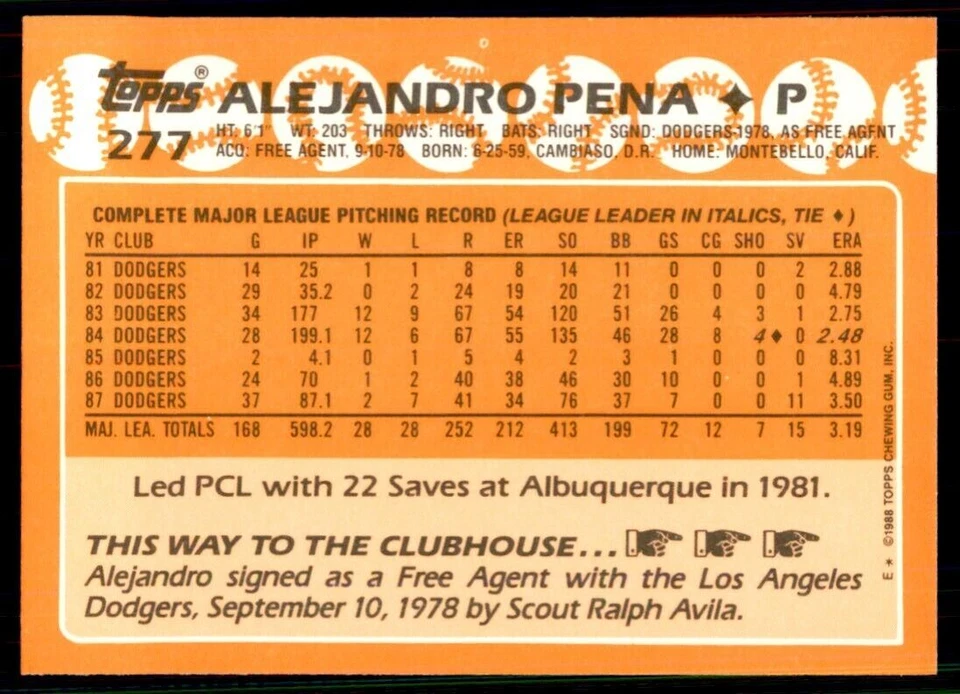 Topps® ALEJANDRO PENA ♦ P
277 HT: 6'1" WT: 203 THROWS: RIGHT BATS: RIGHT SGND: DODGERS-1978, AS FREE AGENT
ACQ: FREE AGENT, 9-10-78 BORN: 6-25-59, CAMBIASO, D.R. HOME: MONTEBELLO, CALIF.
COMPLETE MAJOR LEAGUE PITCHING RECORD (LEAGUE LEADER IN ITALICS, TIE ♦)
YR CLUB G IP W L R ER SO BB GS CG SHO SV ERA
81 DODGERS 14 25 1 1 8 8 14 11 0 0 0 2 2.88
82 DODGERS 29 35.2 0 2 24 19 20 21 0 0 0 0 4.79
83 DODGERS 34 177 12 9 67 54 120 51 26 4 3 1 2.75
84 DODGERS 28 199.1 12 6 67 55 135 46 28 8 4♦ 0 2.48
85 DODGERS 2 4.1 0 1 5 4 2 3 1 0 0 0 8.31
86 DODGERS 24 70 1 2 40 38 46 30 10 0 0 1 4.89
87 DODGERS 37 87.1 2 7 41 34 76 37 7 0 0 11 3.50
MAJ. LEA. TOTALS 168 598.2 28 28 252 212 413 199 72 12 7 15 3.19
Led PCL with 22 Saves at Albuquerque in 1981.
THIS WAY TO THE CLUBHOUSE...
Alejandro signed as a Free Agent with the Los Angeles
Dodgers, September 10, 1978 by Scout Ralph Avila.
E * ©1988 TOPPS CHEWING GUM, INC.